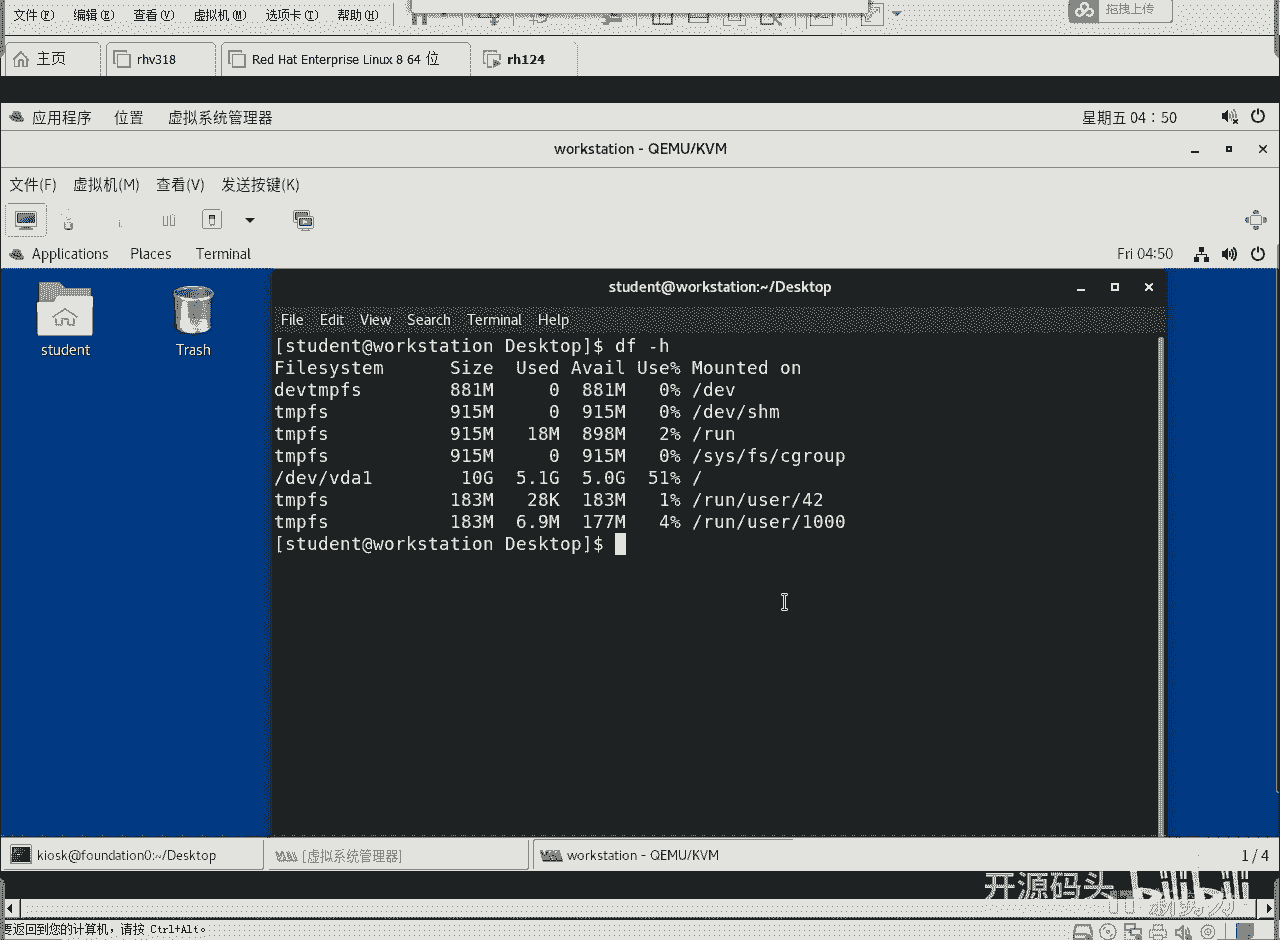 文件(F) 编辑(E) 查看(V) 虚拟机(M) 选项卡(T) 帮助(H) 拖拽上传
主页 rhv318 Red Hat Enterprise Linux 8 64 位 rh124
应用程序 位置 虚拟系统管理器 星期五 04:50
workstation - QEMU/KVM
文件(F) 虚拟机(M) 查看(V) 发送按键(K)
Applications Places Terminal Fri 04:50
student@workstation:~/Desktop
File Edit View Search Terminal Help
student Trash
[student@workstation Desktop]$ df -h
Filesystem Size Used Avail Use% Mounted on
devtmpfs 881M 0 881M 0% /dev
tmpfs 915M 0 915M 0% /dev/shm
tmpfs 915M 18M 898M 2% /run
tmpfs 915M 0 915M 0% /sys/fs/cgroup
/dev/vda1 10G 5.1G 5.0G 51% /
tmpfs 183M 28K 183M 1% /run/user/42
tmpfs 183M 6.9M 177M 4% /run/user/1000
[student@workstation Desktop]$
kiosk@foundation0:~/Desktop [虚拟系统管理器] workstation - QEMU/KVM 1 / 4
开源码头 bilibili
要返回到您的计算机，请按 Ctrl+Alt。